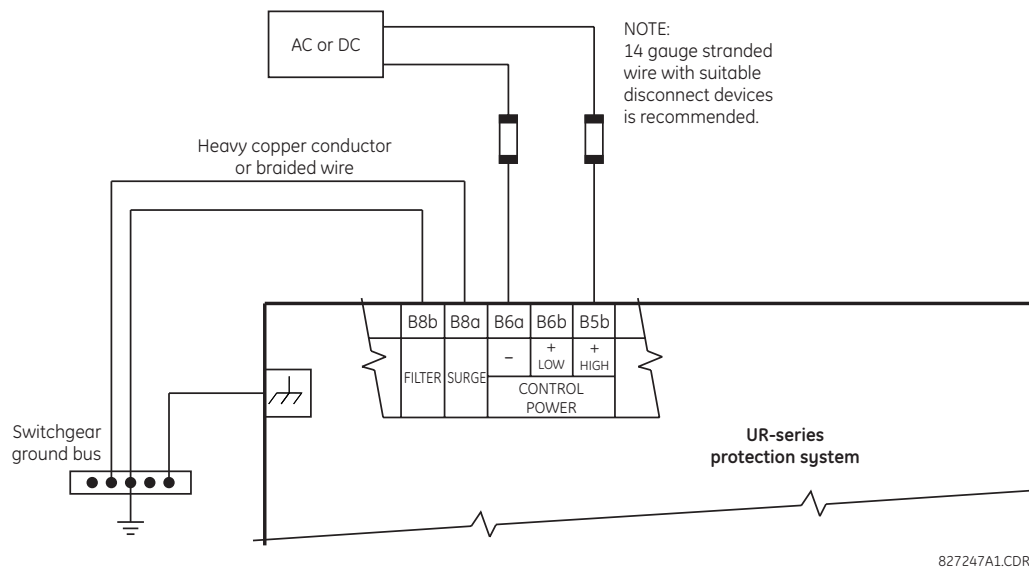 AC or DC
NOTE:
14 gauge stranded
wire with suitable
disconnect devices
is recommended.
Heavy copper conductor
or braided wire
B8b B8a B6a B6b B5b
FILTER SURGE – + LOW + HIGH
CONTROL
POWER
Switchgear
ground bus
UR-series
protection system
827247A1.CDR